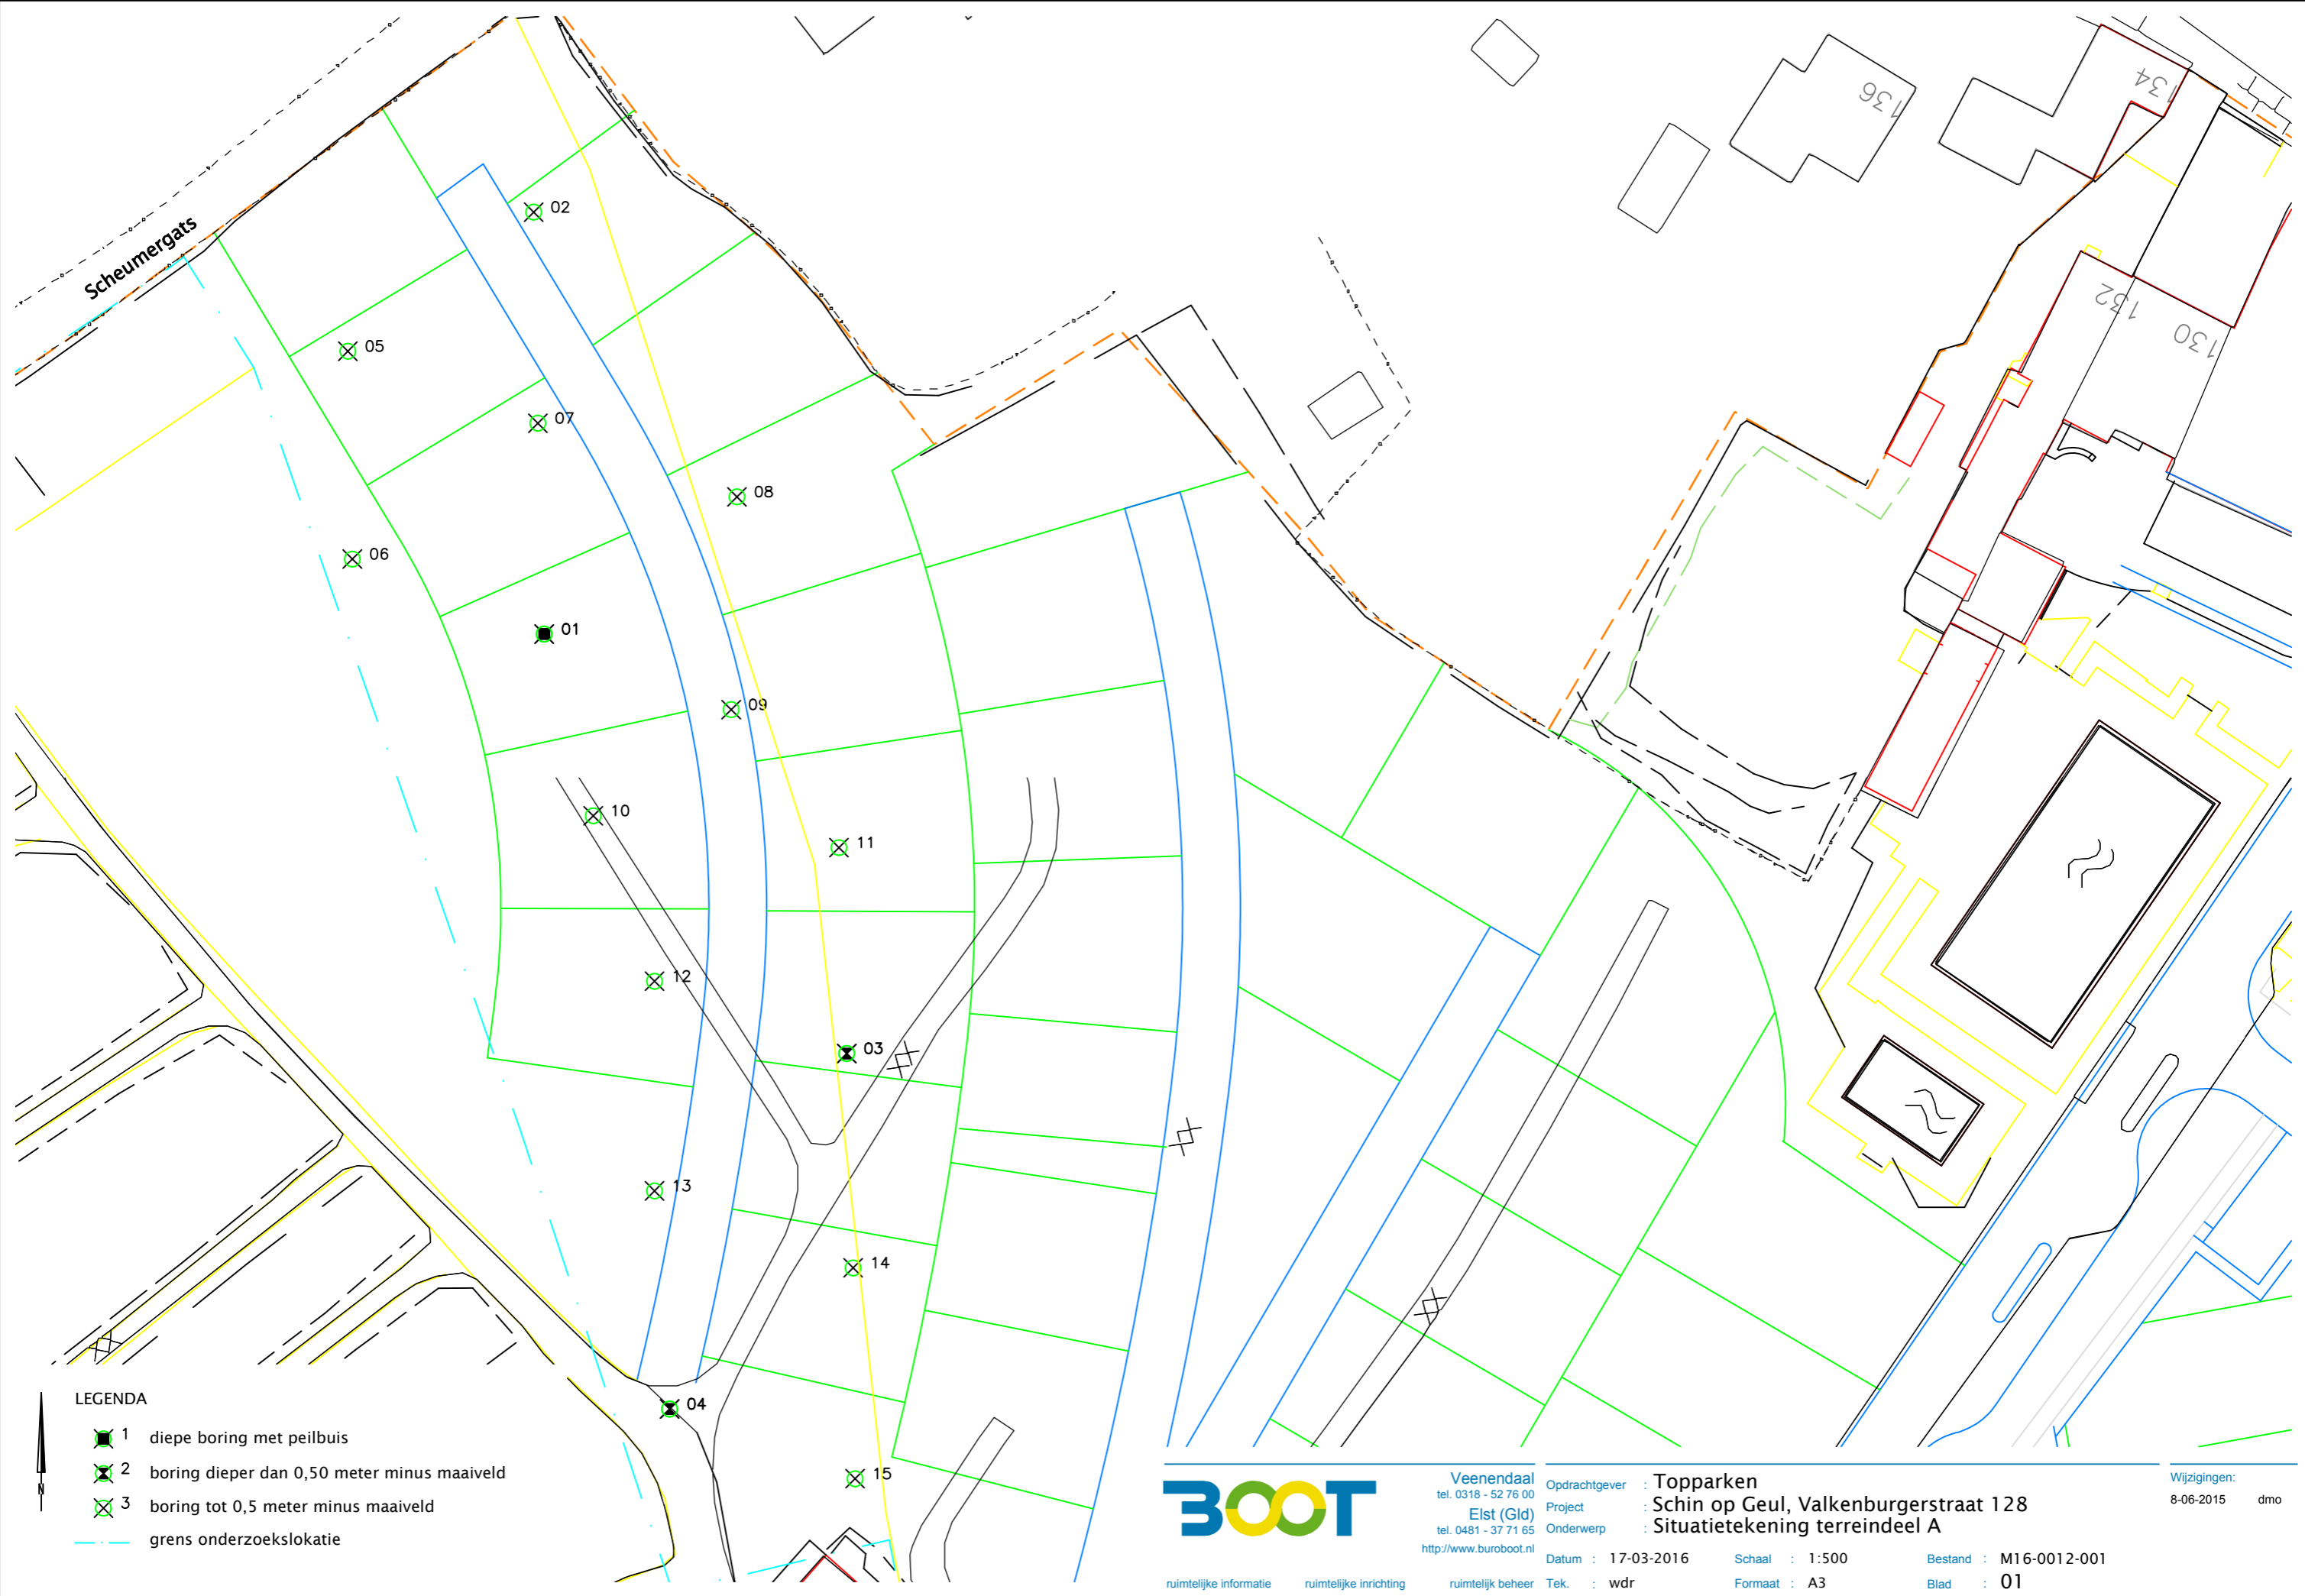 134
136
02
Scheumergats
132
130
05
07
08
06
01
09
10
11
12
03
13
14
04
15
LEGENDA
1 diepe boring met peilbuis
2 boring dieper dan 0,50 meter minus maaiveld
3 boring tot 0,5 meter minus maaiveld
grens onderzoekslokatie
N
BOOT
Veenendaal
tel. 0318 - 52 76 00
Elst (Gld)
tel. 0481 - 37 71 65
http://www.buroboot.nl
ruimtelijke informatie ruimtelijke inrichting ruimtelijk beheer
Opdrachtgever : Topparken
Project : Schin op Geul, Valkenburgerstraat 128
Onderwerp : Situatietekening terreindeel A
Datum : 17-03-2016 Schaal : 1:500 Bestand : M16-0012-001
Tek. : wdr Formaat : A3 Blad : 01
Wijzigingen:
8-06-2015 dmo